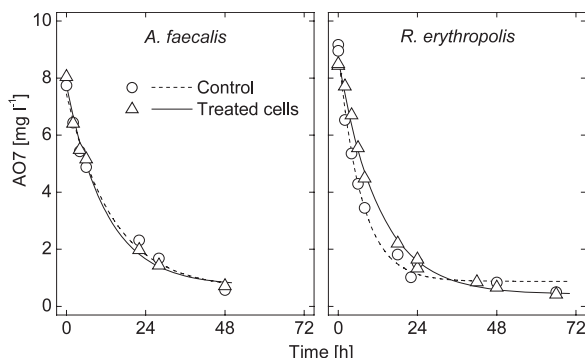 A. faecalis
R. erythropolis
Control
Treated cells
AO7 [mg l⁻¹]
10
8
6
4
2
0
0 24 48 72
0 24 48 72
Time [h]